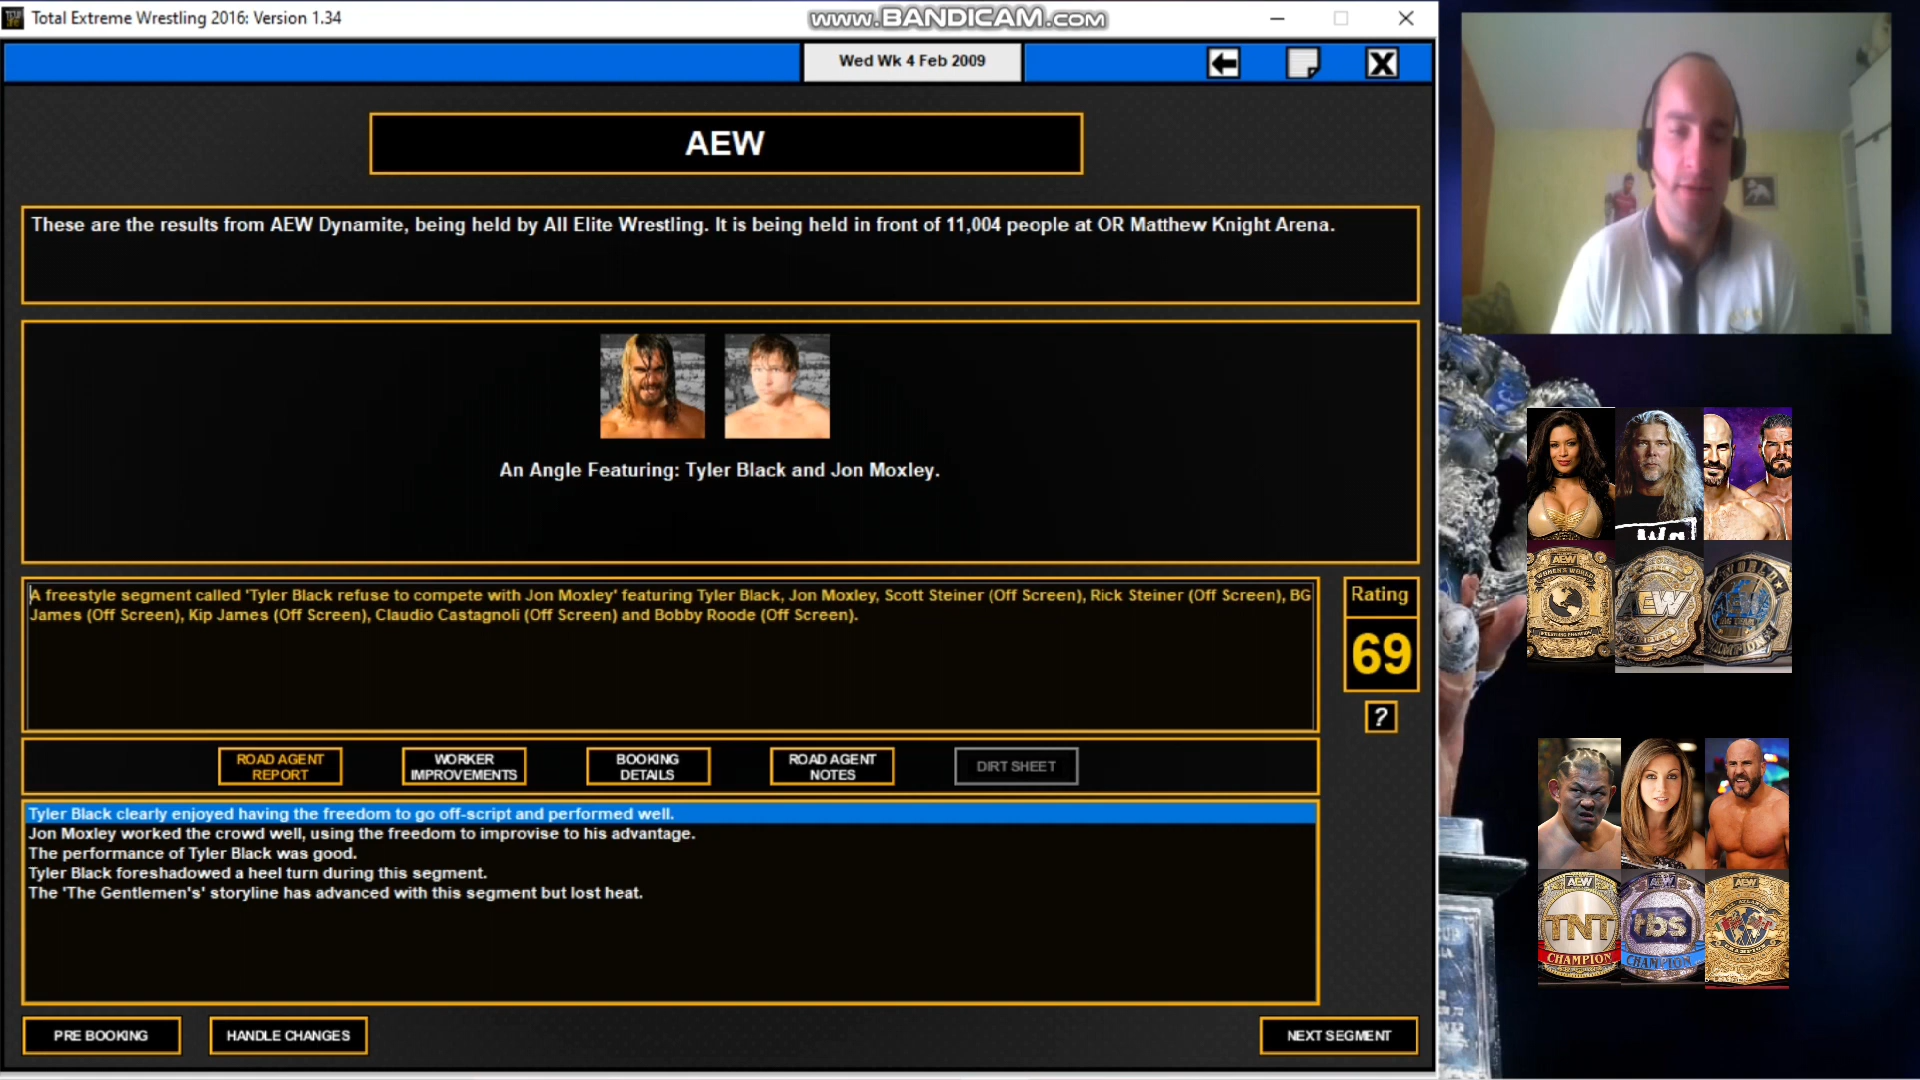 Total Extreme Wrestling 2016: Version 1.34
www.BANDICAM.com
Wed Wk 4 Feb 2009
AEW
These are the results from AEW Dynamite, being held by All Elite Wrestling. It is being held in front of 11,004 people at OR Matthew Knight Arena.
An Angle Featuring: Tyler Black and Jon Moxley.
A freestyle segment called 'Tyler Black refuse to compete with Jon Moxley' featuring Tyler Black, Jon Moxley, Scott Steiner (Off Screen), Rick Steiner (Off Screen), BG
James (Off Screen), Kip James (Off Screen), Claudio Castagnoli (Off Screen) and Bobby Roode (Off Screen).
Rating
69
?
ROAD AGENT
REPORT
WORKER
IMPROVEMENTS
BOOKING
DETAILS
ROAD AGENT
NOTES
DIRT SHEET
Tyler Black clearly enjoyed having the freedom to go off-script and performed well.
Jon Moxley worked the crowd well, using the freedom to improvise to his advantage.
The performance of Tyler Black was good.
Tyler Black foreshadowed a heel turn during this segment.
The 'The Gentlemen's' storyline has advanced with this segment but lost heat.
PRE BOOKING
HANDLE CHANGES
NEXT SEGMENT
AEW
WOMEN'S WORLD
AEW
WORLD
TAG TEAM
AEW
TNT
CHAMPION
AEW
tbs
CHAMPION
AEW